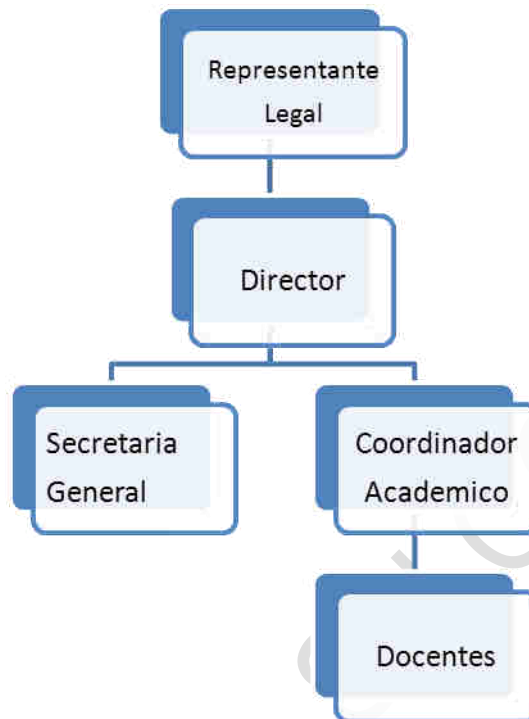 Representante
Legal
Director
Secretaria
General
Coordinador
Academico
Docentes